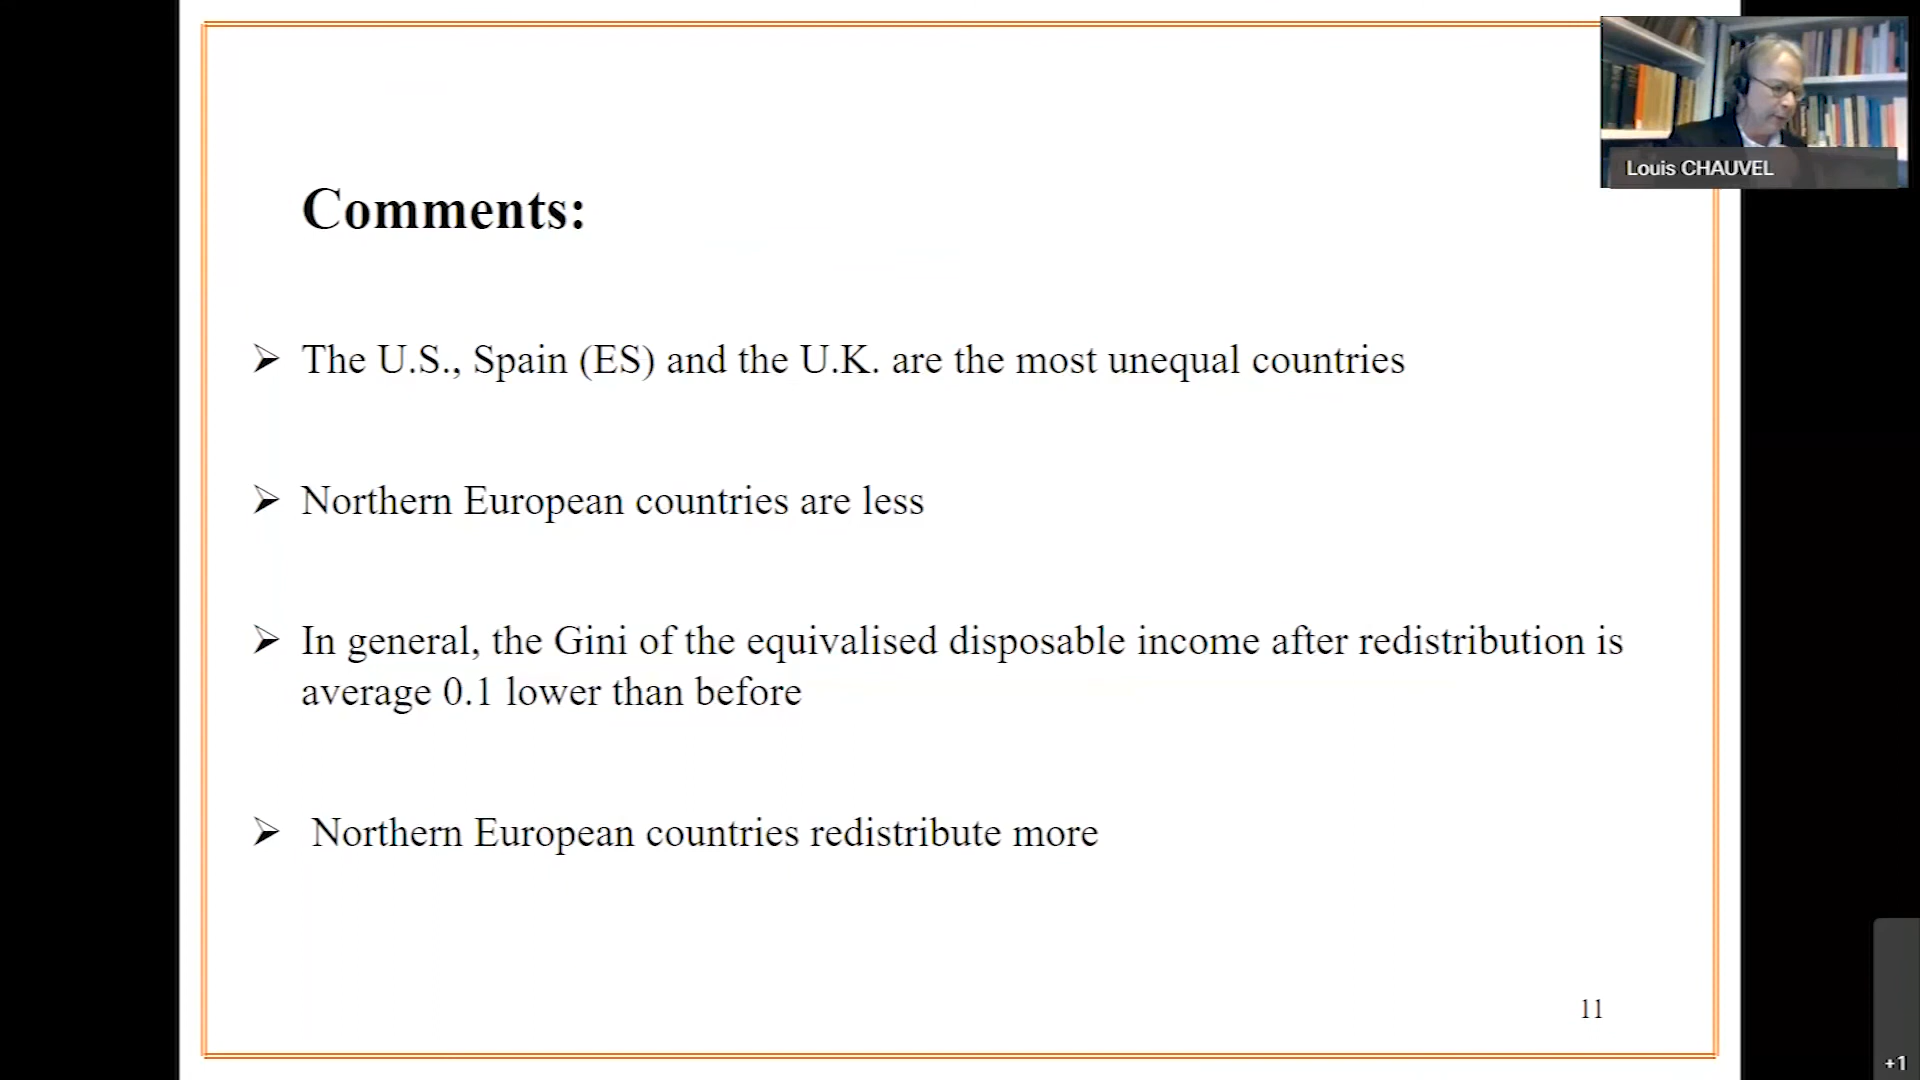 Louis CHAUVEL
Comments:
➢ The U.S., Spain (ES) and the U.K. are the most unequal countries
➢ Northern European countries are less
➢ In general, the Gini of the equivalised disposable income after redistribution is
average 0.1 lower than before
➢ Northern European countries redistribute more
11
+1